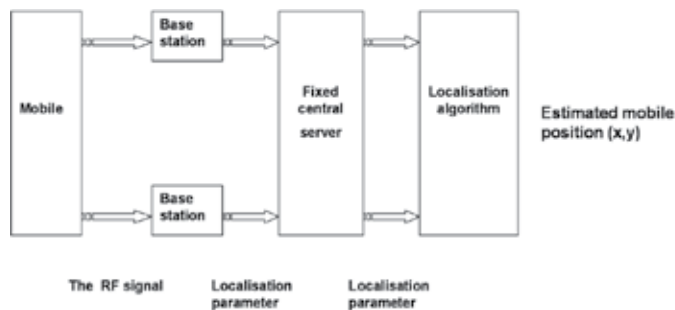 Base
station
Mobile
Fixed
central
server
Localisation
algorithm
Estimated mobile
position (x,y)
Base
station
The RF signal
Localisation
parameter
Localisation
parameter